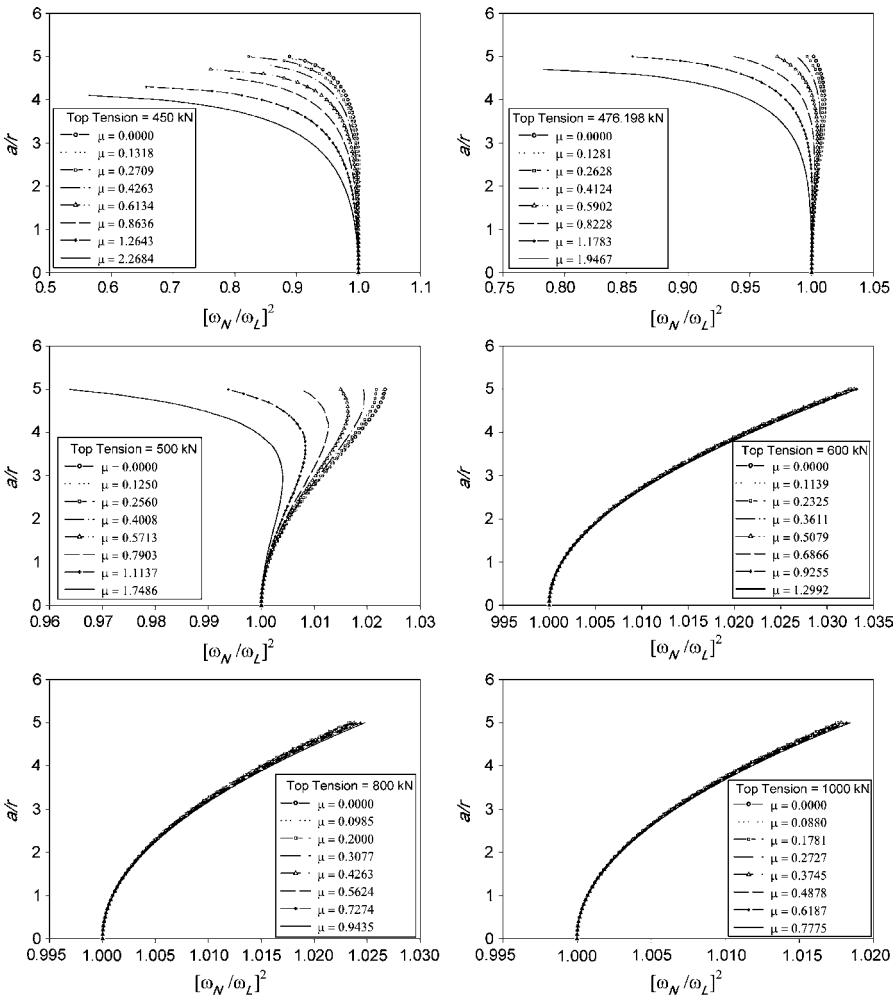 6
5
4
3
2
1
0
a/r
Top Tension = 450 kN
μ = 0.0000
μ = 0.1318
μ = 0.2709
μ = 0.4263
μ = 0.6134
μ = 0.8636
μ = 1.2643
μ = 2.2684
0.5 0.6 0.7 0.8 0.9 1.0 1.1
[ω_N /ω_L]²
6
5
4
3
2
1
0
a/r
Top Tension = 476.198 kN
μ = 0.0000
μ = 0.1281
μ = 0.2628
μ = 0.4124
μ = 0.5902
μ = 0.8228
μ = 1.1783
μ = 1.9467
0.75 0.80 0.85 0.90 0.95 1.00 1.05
[ω_N /ω_L]²
6
5
4
3
2
1
0
a/r
Top Tension = 500 kN
μ = 0.0000
μ = 0.1250
μ = 0.2560
μ = 0.4008
μ = 0.5713
μ = 0.7903
μ = 1.1137
μ = 1.7486
0.96 0.97 0.98 0.99 1.00 1.01 1.02 1.03
[ω_N /ω_L]²
6
5
4
3
2
1
0
a/r
Top Tension = 600 kN
μ = 0.0000
μ = 0.1139
μ = 0.2325
μ = 0.3611
μ = 0.5079
μ = 0.6866
μ = 0.9255
μ = 1.2992
995 1.000 1.005 1.010 1.015 1.020 1.025 1.030 1.035
[ω_N /ω_L]²
6
5
4
3
2
1
0
a/r
Top Tension = 800 kN
μ = 0.0000
μ = 0.0985
μ = 0.2000
μ = 0.3077
μ = 0.4263
μ = 0.5624
μ = 0.7274
μ = 0.9435
0.995 1.000 1.005 1.010 1.015 1.020 1.025 1.030
[ω_N /ω_L]²
6
5
4
3
2
1
0
a/r
Top Tension = 1000 kN
μ = 0.0000
μ = 0.0880
μ = 0.1781
μ = 0.2727
μ = 0.3745
μ = 0.4878
μ = 0.6187
μ = 0.7775
0.995 1.000 1.005 1.010 1.015 1.020
[ω_N /ω_L]²